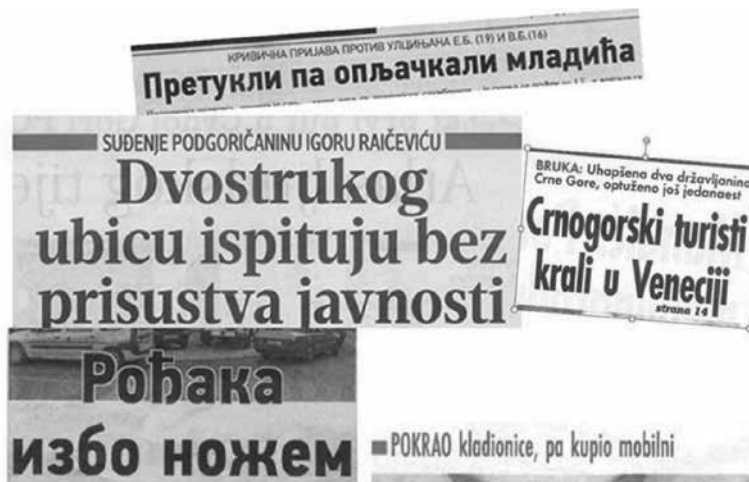 КРИВИЧНА ПРИЈАВА ПРОТИВ УЛЦИЊАНА Е.Б. (19) И В.Б.(16)
Претукли па опљачкали младића
SUĐENJE PODGORIČANINU IGORU RAIČEVIĆU
Dvostrukog
ubicu ispituju bez
prisustva javnosti
BRUKA: Uhapšena dva državljanina
Crne Gore, optuženo još jedanaest
Crnogorski turisti
krali u Veneciji
strana 14
Рођака
избо ножем
POKRAO kladionice, pa kupio mobilni